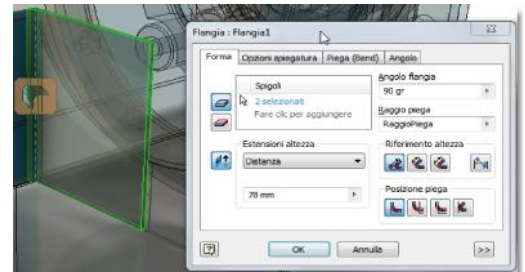 Flangia : Flangia1
Forma
Opzioni spiegatura
Piega (Bend)
Angolo
Spigoli
2 selezionati
Fare clic per aggiungere
Angolo flangia
90 gr
Raggio piega
RaggioPiega
Estensioni altezza
Distanza
78 mm
Riferimento altezza
Posizione piega
OK
Annulla
>>